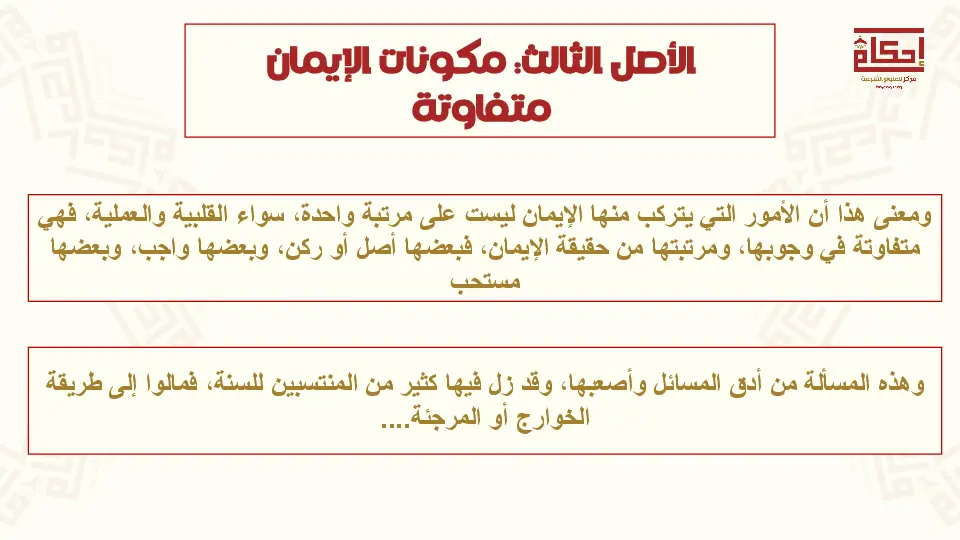 الأصل الثالث: مكونات الإيمان
متفاوتة
إحكام
مركز للعلوم الشرعية
ومعنى هذا أن الأمور التي يتركب منها الإيمان ليست على مرتبة واحدة، سواء القلبية والعملية، فهي
متفاوتة في وجوبها، ومرتبتها من حقيقة الإيمان، فبعضها أصل أو ركن، وبعضها واجب، وبعضها
مستحب
وهذه المسألة من أدق المسائل وأصعبها، وقد زل فيها كثير من المنتسبين للسنة، فمالوا إلى طريقة
الخوارج أو المرجئة....